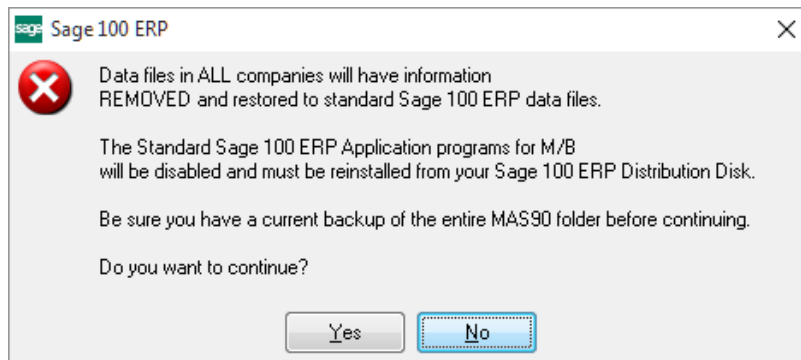 sage Sage 100 ERP
Data files in ALL companies will have information
REMOVED and restored to standard Sage 100 ERP data files.
The Standard Sage 100 ERP Application programs for M/B
will be disabled and must be reinstalled from your Sage 100 ERP Distribution Disk.
Be sure you have a current backup of the entire MAS90 folder before continuing.
Do you want to continue?
Yes No